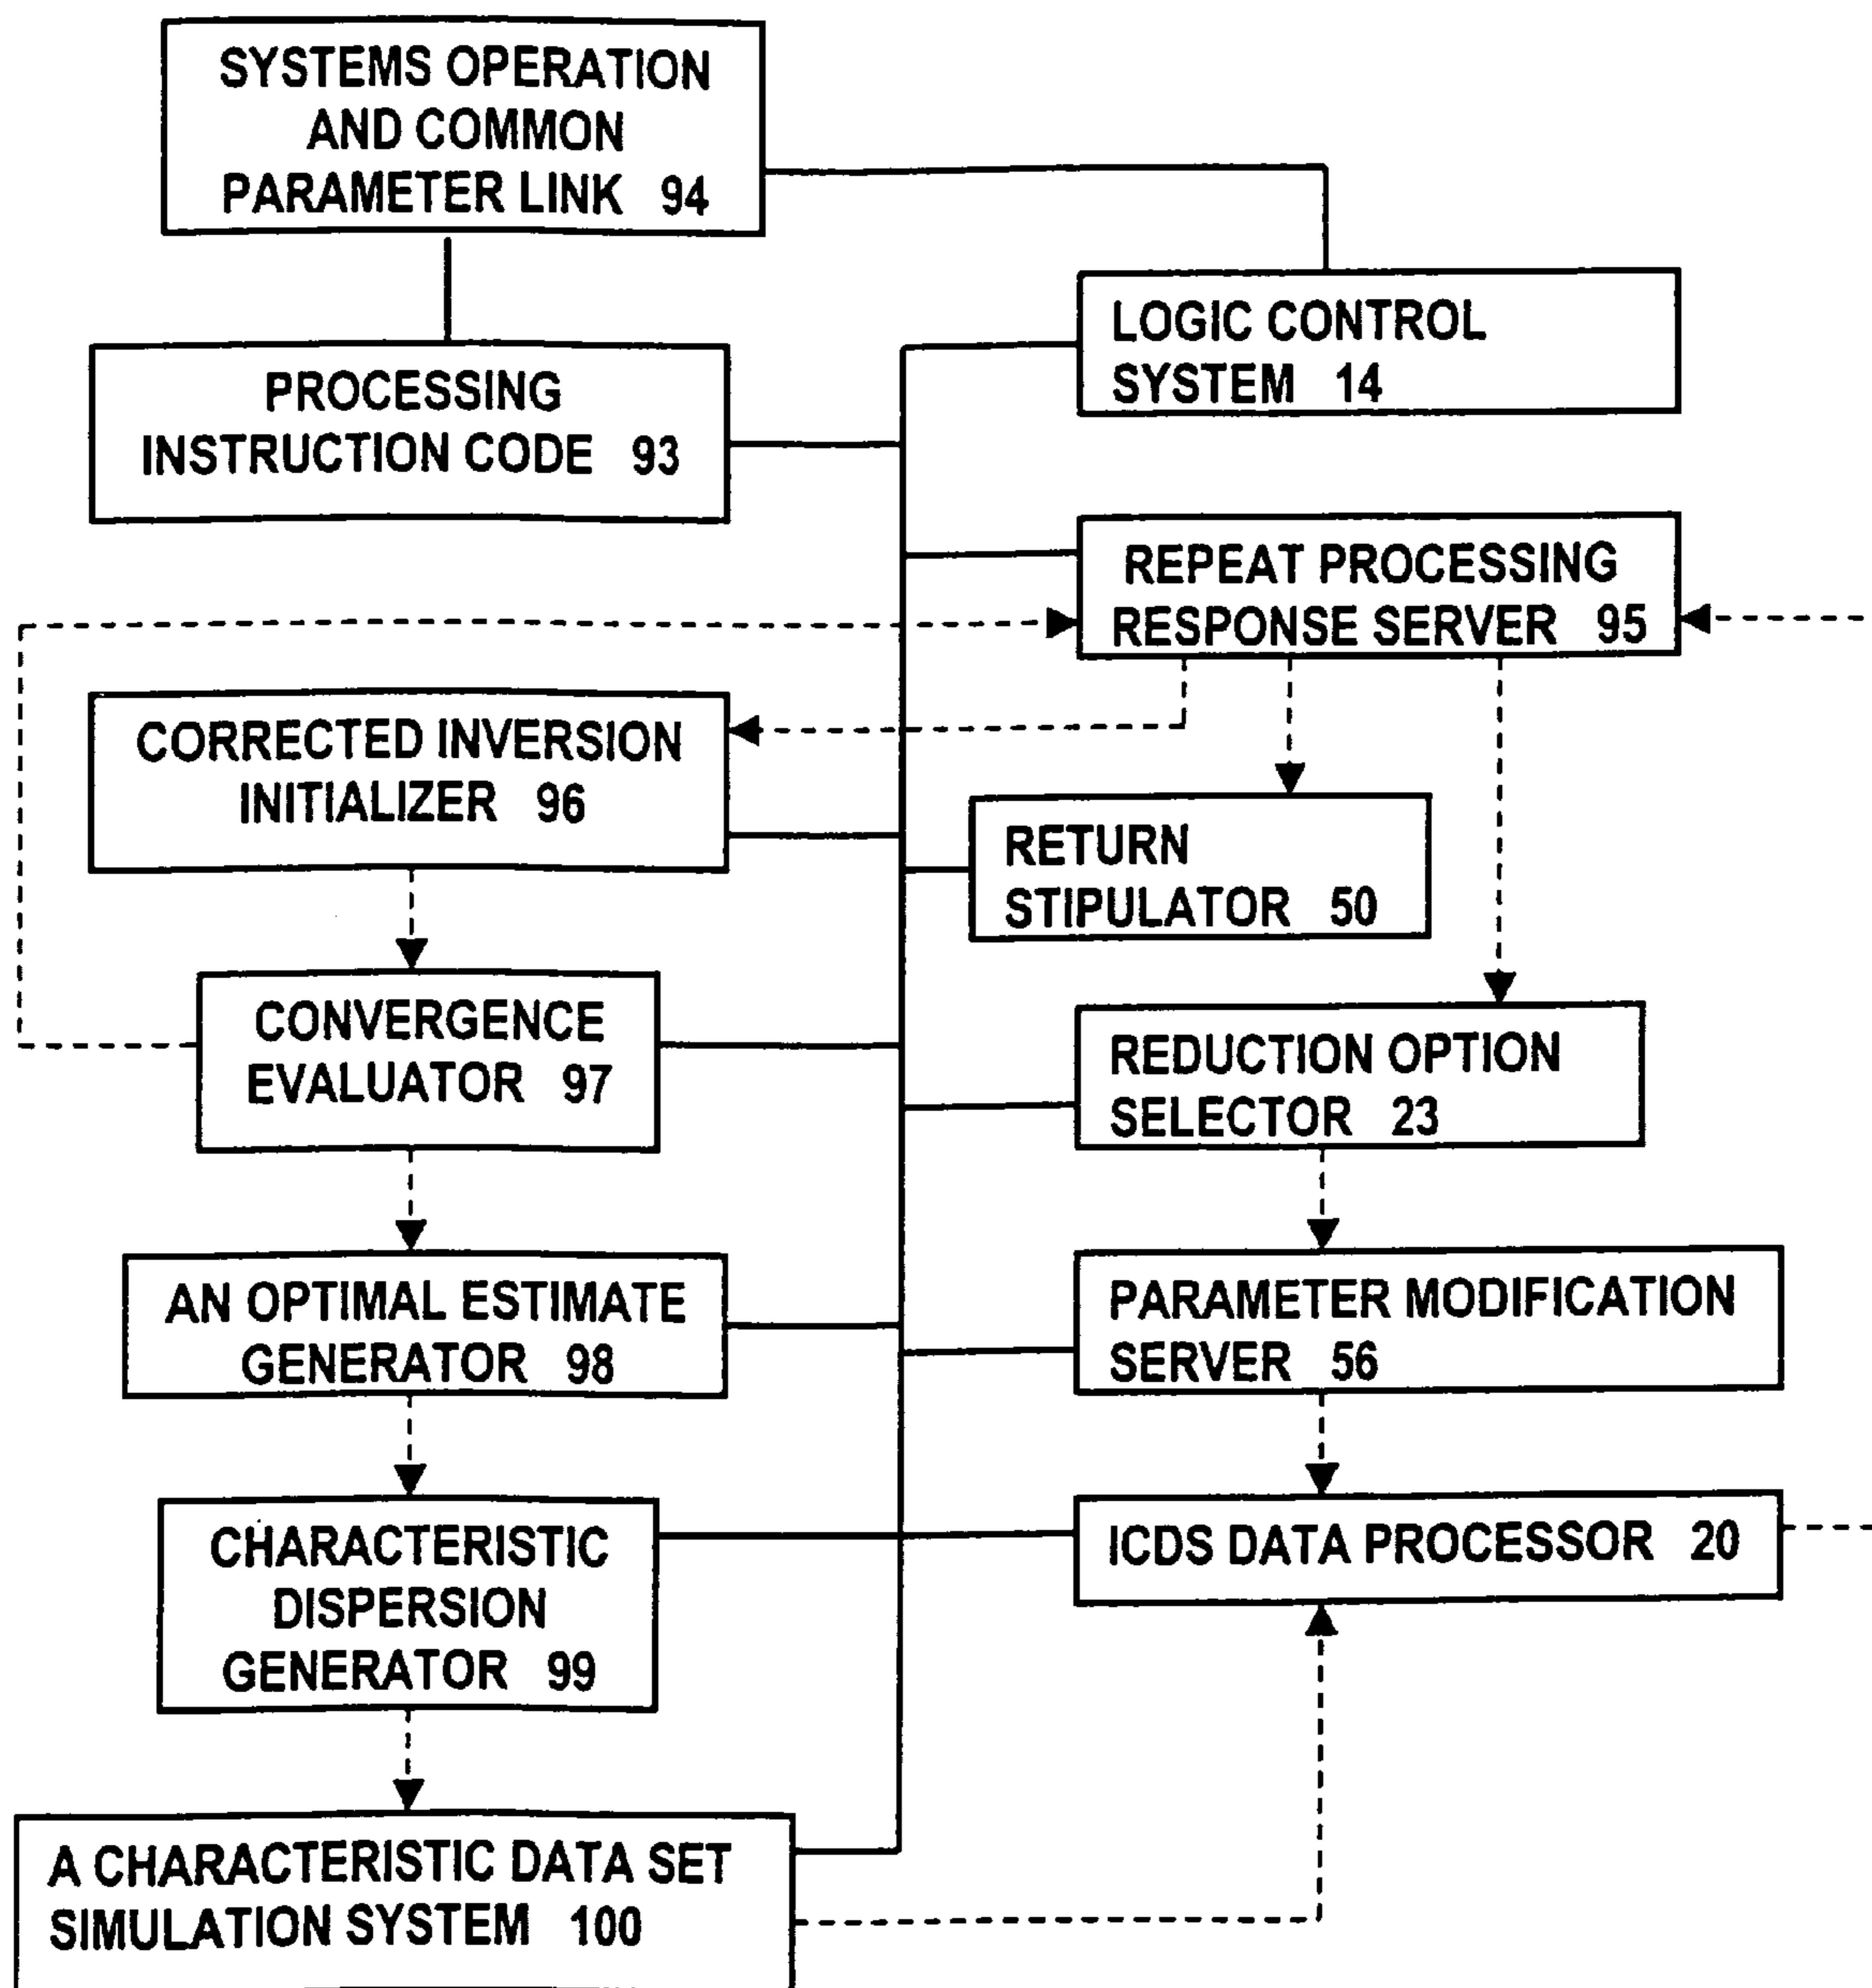 SYSTEMS OPERATION
AND COMMON
PARAMETER LINK 94
LOGIC CONTROL
SYSTEM 14
PROCESSING
INSTRUCTION CODE 93
REPEAT PROCESSING
RESPONSE SERVER 95
CORRECTED INVERSION
INITIALIZER 96
RETURN
STIPULATOR 50
CONVERGENCE
EVALUATOR 97
REDUCTION OPTION
SELECTOR 23
AN OPTIMAL ESTIMATE
GENERATOR 98
PARAMETER MODIFICATION
SERVER 56
CHARACTERISTIC
DISPERSION
GENERATOR 99
ICDS DATA PROCESSOR 20
A CHARACTERISTIC DATA SET
SIMULATION SYSTEM 100